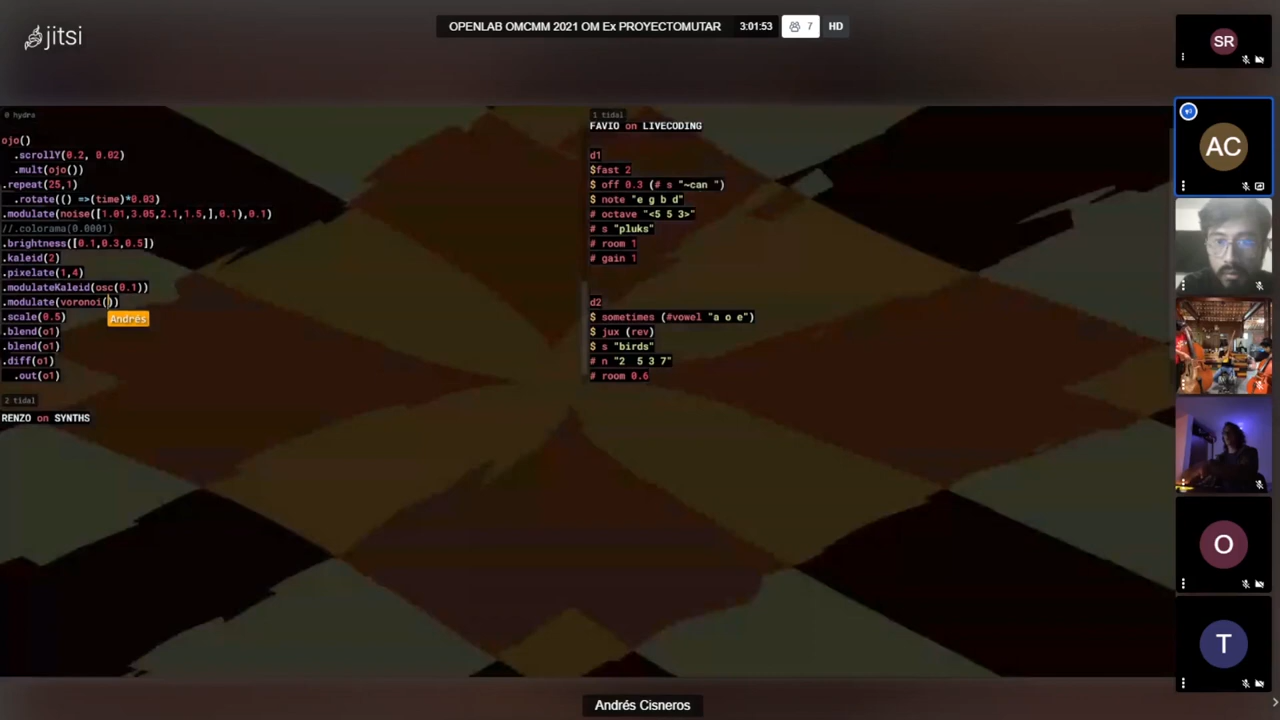 jitsi
OPENLAB OMCMM 2021 OM Ex PROYECTOMUTAR 3:01:53 7 HD
SR
AC
O
T
0 hydra
ojo()
.scrollY(0.2, 0.02)
.mult(ojo())
.repeat(25,1)
.rotate(() =>(time)*0.03)
.modulate(noise([1.01,3.05,2.1,1.5,],0.1),0.1)
//.colorama(0.0001)
.brightness([0.1,0.3,0.5])
.kaleid(2)
.pixelate(1,4)
.modulateKaleid(osc(0.1))
.modulate(voronoi())
Andrés
.scale(0.5)
.blend(o1)
.blend(o1)
.diff(o1)
.out(o1)
1 tidal
FAVIO on LIVECODING
d1
$fast 2
$ off 0.3 (# s "~can ")
$ note "e g b d"
# octave "<5 5 3>"
# s "pluks"
# room 1
# gain 1
d2
$ sometimes (#vowel "a o e")
$ jux (rev)
$ s "birds"
# n "2  5 3 7"
# room 0.6
2 tidal
RENZO on SYNTHS
Andrés Cisneros